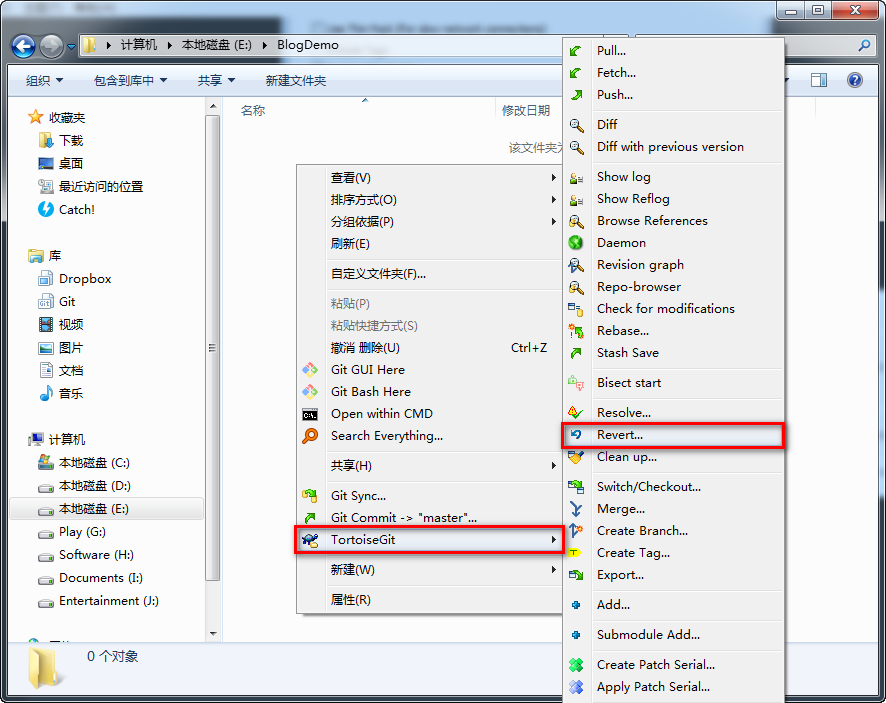 计算机 ▸ 本地磁盘 (E:) ▸ BlogDemo
组织 包含到库中 共享 新建文件夹
名称 修改日期
收藏夹
下载
桌面
最近访问的位置
Catch!
库
Dropbox
Git
视频
图片
文档
音乐
计算机
本地磁盘 (C:)
本地磁盘 (D:)
本地磁盘 (E:)
Play (G:)
Software (H:)
Documents (I:)
Entertainment (J:)
0 个对象
该文件夹
查看(V)
排序方式(O)
分组依据(P)
刷新(E)
自定义文件夹(F)...
粘贴(P)
粘贴快捷方式(S)
撤消 删除(U) Ctrl+Z
Git GUI Here
Git Bash Here
Open within CMD
Search Everything...
共享(H)
Git Sync...
Git Commit -> "master"...
TortoiseGit
新建(W)
属性(R)
Pull...
Fetch...
Push...
Diff
Diff with previous version
Show log
Show Reflog
Browse References
Daemon
Revision graph
Repo-browser
Check for modifications
Rebase...
Stash Save
Bisect start
Resolve...
Revert...
Clean up...
Switch/Checkout...
Merge...
Create Branch...
Create Tag...
Export...
Add...
Submodule Add...
Create Patch Serial...
Apply Patch Serial...